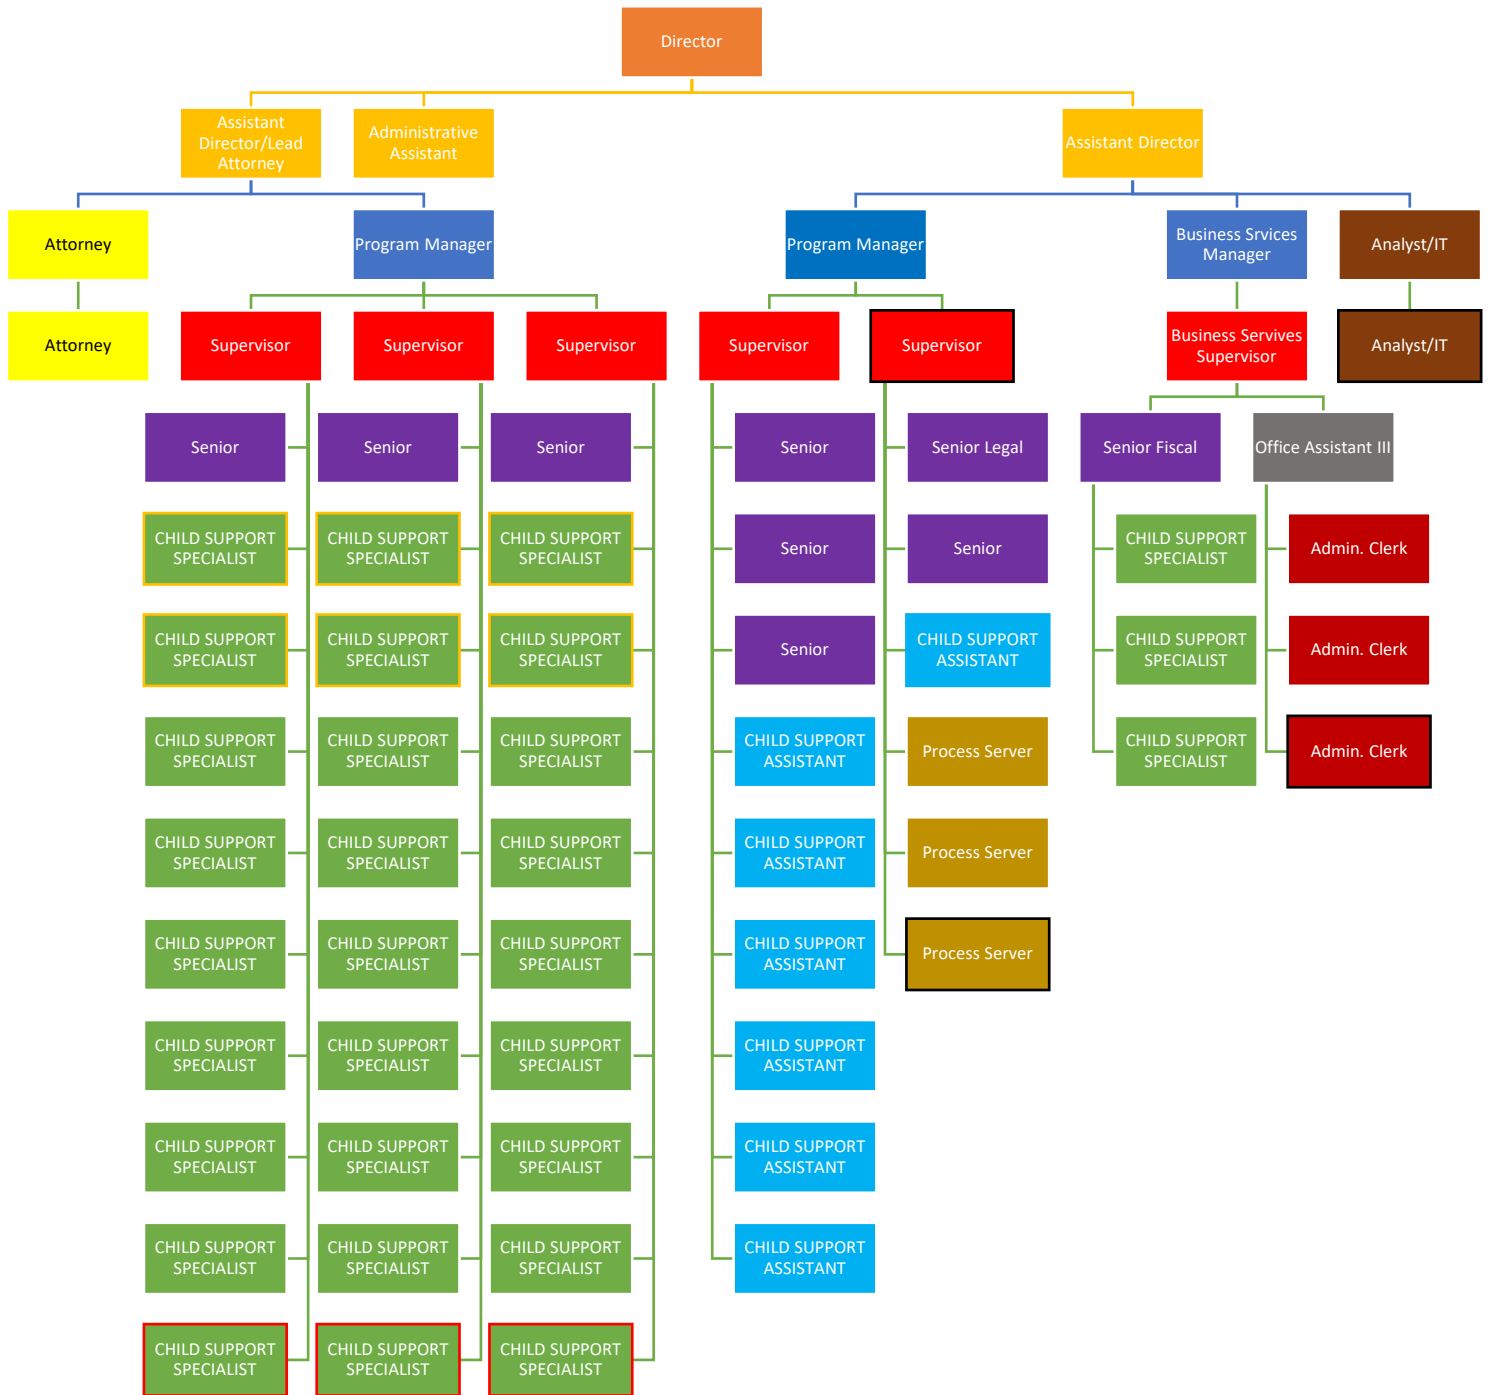 Director
Assistant
Director/Lead
Attorney
Administrative
Assistant
Assistant Director
Attorney
Program Manager
Program Manager
Business Srvices
Manager
Analyst/IT
Attorney
Supervisor
Supervisor
Supervisor
Supervisor
Supervisor
Business Servives
Supervisor
Analyst/IT
Senior
Senior
Senior
Senior
Senior Legal
Senior Fiscal
Office Assistant III
CHILD SUPPORT
SPECIALIST
CHILD SUPPORT
SPECIALIST
CHILD SUPPORT
SPECIALIST
Senior
Senior
CHILD SUPPORT
SPECIALIST
Admin. Clerk
CHILD SUPPORT
SPECIALIST
CHILD SUPPORT
SPECIALIST
CHILD SUPPORT
SPECIALIST
Senior
CHILD SUPPORT
ASSISTANT
CHILD SUPPORT
SPECIALIST
Admin. Clerk
CHILD SUPPORT
SPECIALIST
CHILD SUPPORT
SPECIALIST
CHILD SUPPORT
SPECIALIST
CHILD SUPPORT
ASSISTANT
Process Server
CHILD SUPPORT
SPECIALIST
Admin. Clerk
CHILD SUPPORT
SPECIALIST
CHILD SUPPORT
SPECIALIST
CHILD SUPPORT
SPECIALIST
CHILD SUPPORT
ASSISTANT
Process Server
CHILD SUPPORT
SPECIALIST
CHILD SUPPORT
SPECIALIST
CHILD SUPPORT
SPECIALIST
CHILD SUPPORT
ASSISTANT
Process Server
CHILD SUPPORT
SPECIALIST
CHILD SUPPORT
SPECIALIST
CHILD SUPPORT
SPECIALIST
CHILD SUPPORT
ASSISTANT
CHILD SUPPORT
SPECIALIST
CHILD SUPPORT
SPECIALIST
CHILD SUPPORT
SPECIALIST
CHILD SUPPORT
ASSISTANT
CHILD SUPPORT
SPECIALIST
CHILD SUPPORT
SPECIALIST
CHILD SUPPORT
SPECIALIST
CHILD SUPPORT
ASSISTANT
CHILD SUPPORT
SPECIALIST
CHILD SUPPORT
SPECIALIST
CHILD SUPPORT
SPECIALIST